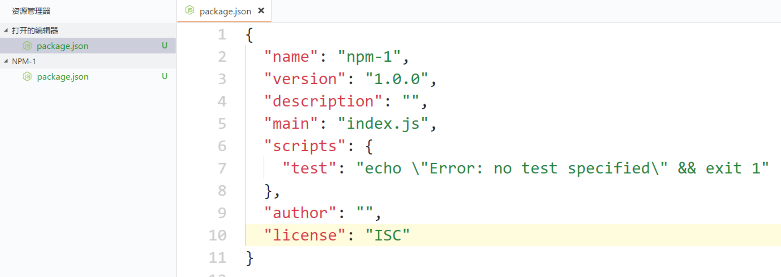 资源管理器
打开的编辑器
package.json U
NPM-1
package.json U
package.json ×
1 {
2 "name": "npm-1",
3 "version": "1.0.0",
4 "description": "",
5 "main": "index.js",
6 "scripts": {
7 "test": "echo \"Error: no test specified\" && exit 1"
8 },
9 "author": "",
10 "license": "ISC"
11 }